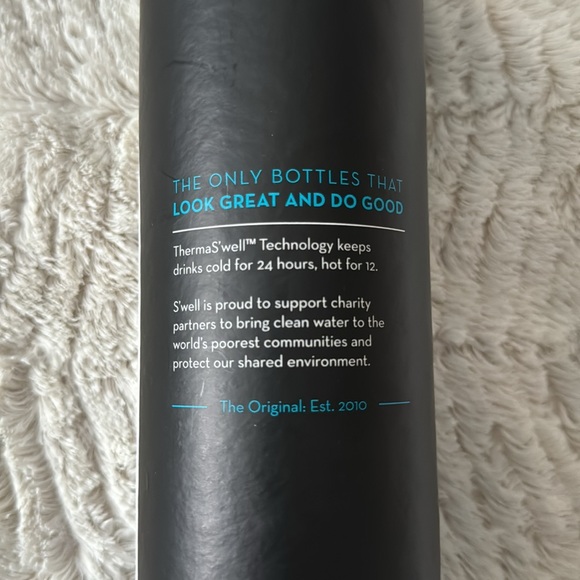 THE ONLY BOTTLES THAT
LOOK GREAT AND DO GOOD
ThermaS'well™ Technology keeps
drinks cold for 24 hours, hot for 12.
S'well is proud to support charity
partners to bring clean water to the
world's poorest communities and
protect our shared environment.
The Original: Est. 2010